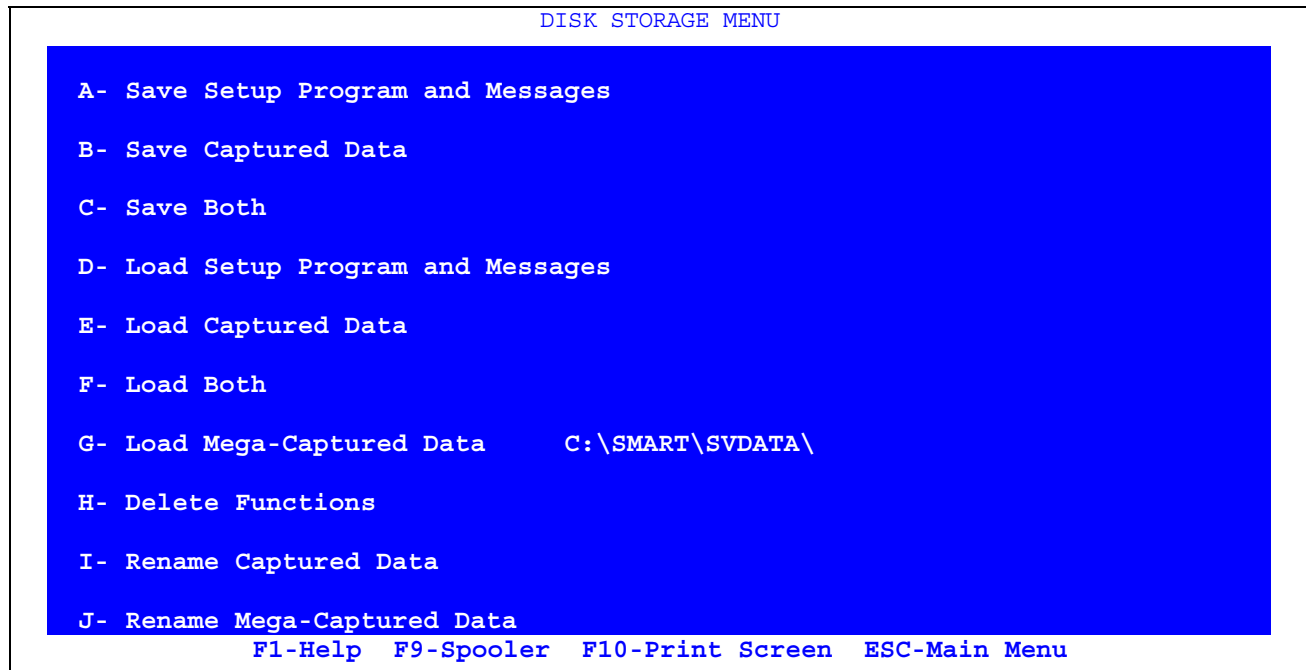 DISK STORAGE MENU
A- Save Setup Program and Messages
B- Save Captured Data
C- Save Both
D- Load Setup Program and Messages
E- Load Captured Data
F- Load Both
G- Load Mega-Captured Data C:\SMART\SVDATA\
H- Delete Functions
I- Rename Captured Data
J- Rename Mega-Captured Data
F1-Help F9-Spooler F10-Print Screen ESC-Main Menu